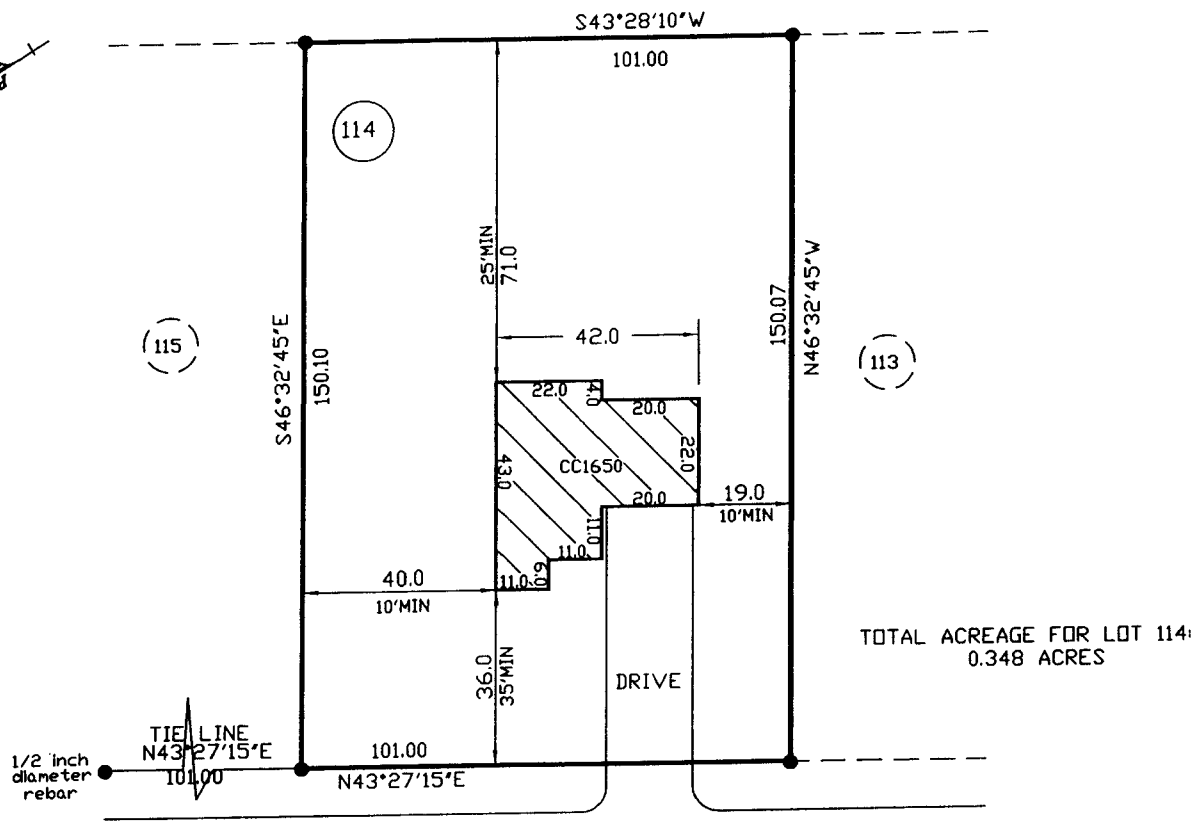 S43°28'10"W
101.00
114
25'MIN
71.0
S46°32'45"E
150.10
150.07
N46°32'45"W
115
113
42.0
22.0
4.0
20.0
22.0
CC1650
43.0
20.0
19.0
10'MIN
11.0
11.0
6.0
11.0
40.0
10'MIN
36.0
35'MIN
DRIVE
TOTAL ACREAGE FOR LOT 114:
0.348 ACRES
TIE LINE
N43°27'15"E
101.00
1/2 inch
diameter
rebar
101.00
N43°27'15"E